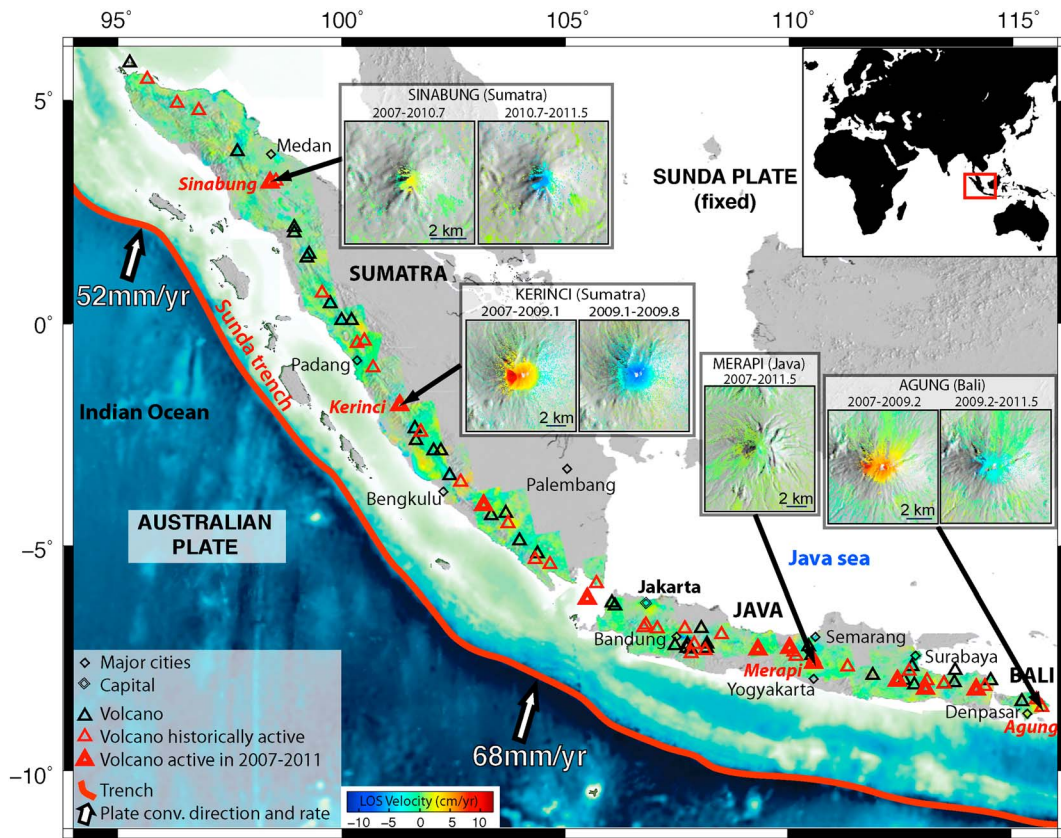 95°
100°
105°
110°
115°
5°
0°
−5°
−10°
SINABUNG (Sumatra)
2007-2010.7
2010.7-2011.5
2 km
Medan
Sinabung
SUNDA PLATE
(fixed)
52mm/yr
SUMATRA
Sunda trench
KERINCI (Sumatra)
2007-2009.1
2009.1-2009.8
2 km
Padang
Kerinci
Indian Ocean
MERAPI (Java)
2007-2011.5
2 km
AGUNG (Bali)
2007-2009.2
2009.2-2011.5
2 km
Palembang
Bengkulu
AUSTRALIAN
PLATE
Java sea
Jakarta
JAVA
Bandung
Semarang
Merapi
Surabaya
Yogyakarta
BALI
Denpasar
Agung
68mm/yr
Major cities
Capital
Volcano
Volcano historically active
Volcano active in 2007-2011
Trench
Plate conv. direction and rate
LOS Velocity (cm/yr)
−10 −5 0 5 10